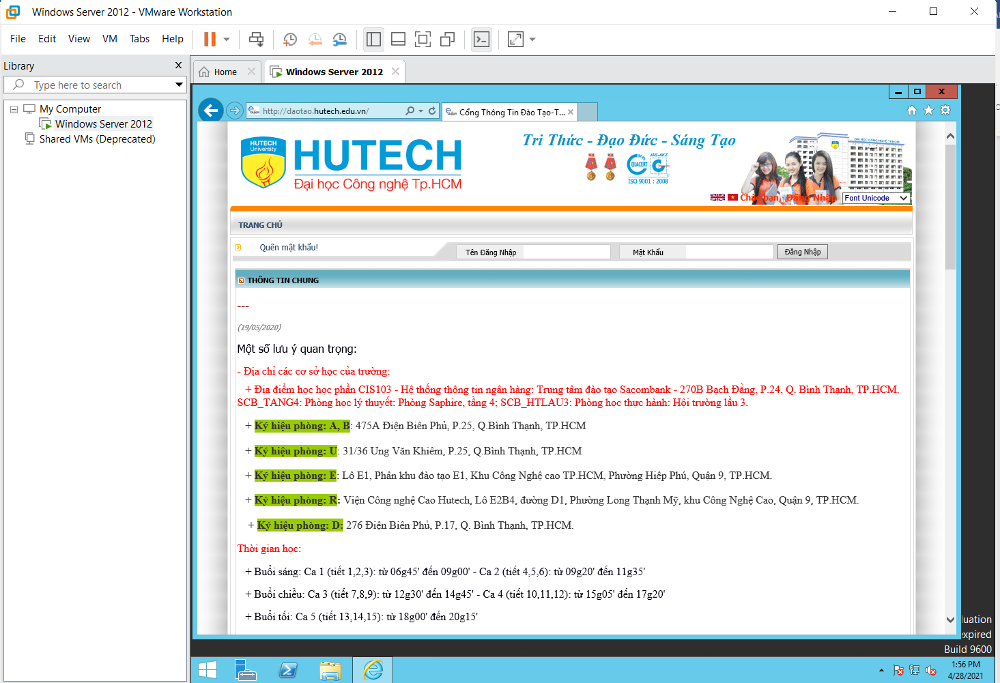 Windows Server 2012 - VMware Workstation
File Edit View VM Tabs Help
Library
Type here to search
My Computer
Windows Server 2012
Shared VMs (Deprecated)
Home
Windows Server 2012
http://daotao.hutech.edu.vn/
Cổng Thông Tin Đào Tạo-T...
HUTECH
University
HUTECH
Đại học Công nghệ Tp.HCM
Tri Thức - Đạo Đức - Sáng Tạo
QUACERT
JAS-ANZ
ISO 9001 : 2008
ĐẠI HỌC CÔNG NGHỆ TP.HCM
Chào bạn Đăng Nhập
Font Unicode
TRANG CHỦ
Quên mật khẩu!
Tên Đăng Nhập
Mật Khẩu
Đăng Nhập
THÔNG TIN CHUNG
---
(19/05/2020)
Một số lưu ý quan trọng:
- Địa chỉ các cơ sở học của trường:
+ Địa điểm học học phần CIS103 - Hệ thống thông tin ngân hàng: Trung tâm đào tạo Sacombank - 270B Bạch Đằng, P.24, Q. Bình Thạnh, TP.HCM.
SCB_TANG4: Phòng học lý thuyết: Phòng Saphire, tầng 4; SCB_HTLAU3: Phòng học thực hành: Hội trường lầu 3.
+ Ký hiệu phòng: A, B: 475A Điện Biên Phủ, P.25, Q.Bình Thạnh, TP.HCM
+ Ký hiệu phòng: U: 31/36 Ung Văn Khiêm, P.25, Q.Bình Thạnh, TP.HCM
+ Ký hiệu phòng: E: Lô E1, Phân khu đào tạo E1, Khu Công Nghệ cao TP.HCM, Phường Hiệp Phú, Quận 9, TP.HCM.
+ Ký hiệu phòng: R: Viện Công nghệ Cao Hutech, Lô E2B4, đường D1, Phường Long Thạnh Mỹ, khu Công Nghệ Cao, Quận 9, TP.HCM.
+ Ký hiệu phòng: D: 276 Điện Biên Phủ, P.17, Q. Bình Thạnh, TP.HCM.
Thời gian học:
+ Buổi sáng: Ca 1 (tiết 1,2,3): từ 06g45' đến 09g00' - Ca 2 (tiết 4,5,6): từ 09g20' đến 11g35'
+ Buổi chiều: Ca 3 (tiết 7,8,9): từ 12g30' đến 14g45' - Ca 4 (tiết 10,11,12): từ 15g05' đến 17g20'
+ Buổi tối: Ca 5 (tiết 13,14,15): từ 18g00' đến 20g15'
luation
expired
Build 9600
1:56 PM
4/28/2021